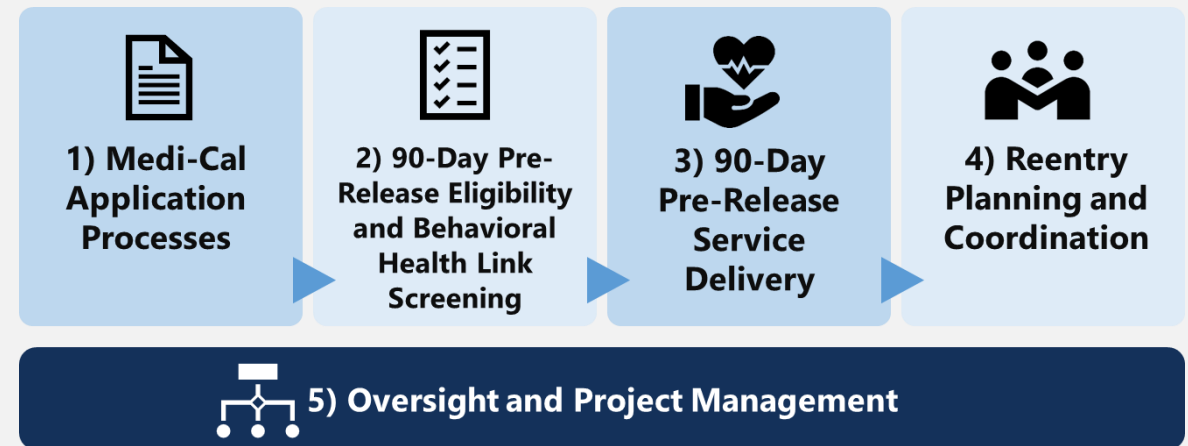 1) Medi-Cal
Application
Processes
2) 90-Day Pre-
Release Eligibility
and Behavioral
Health Link
Screening
3) 90-Day
Pre-Release
Service
Delivery
4) Reentry
Planning and
Coordination
5) Oversight and Project Management